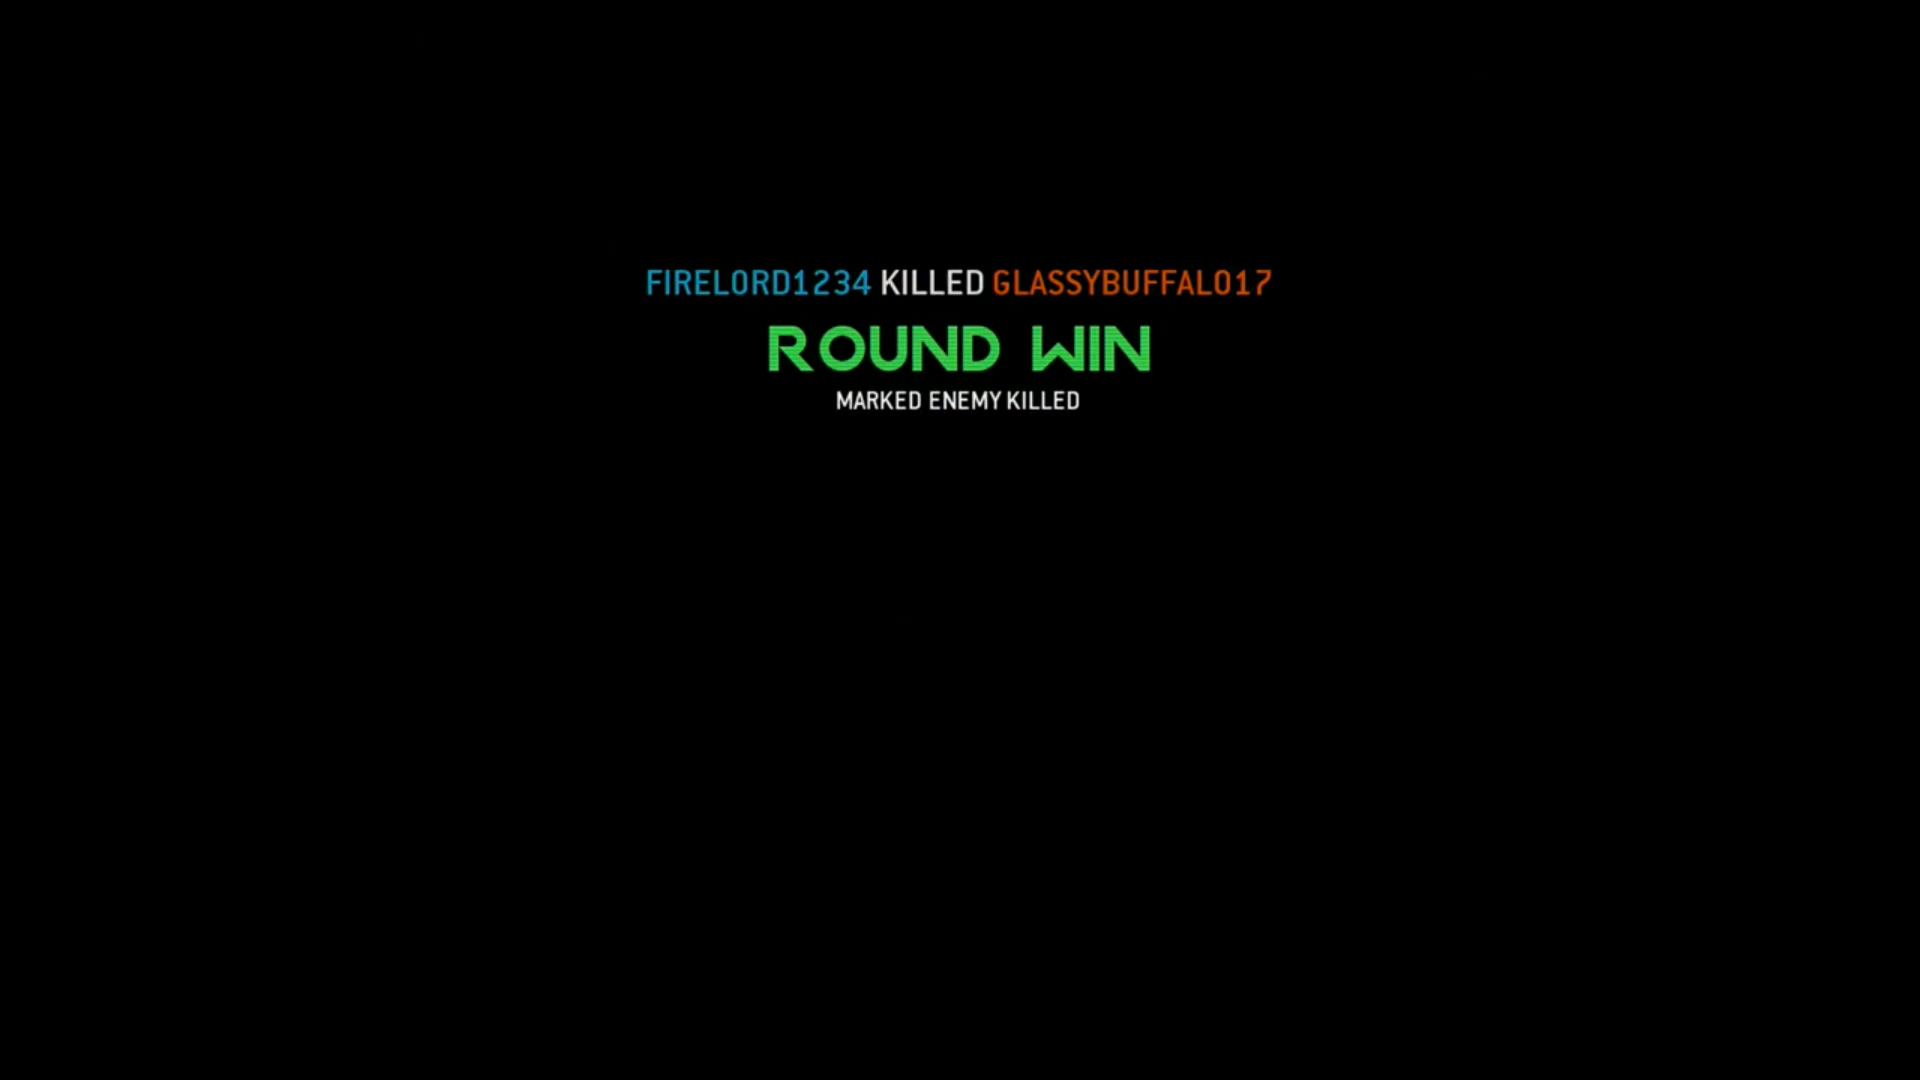 FIRELORD1234 KILLED GLASSYBUFFALO17
ROUND WIN
MARKED ENEMY KILLED